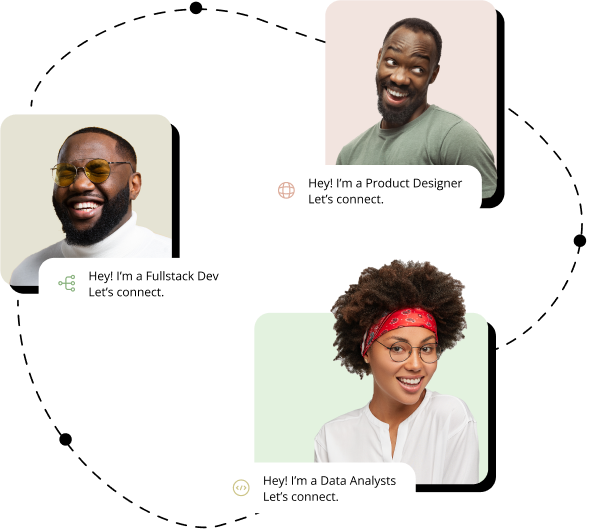 Hey! I'm a Product Designer
Let's connect.
Hey! I'm a Fullstack Dev
Let's connect.
Hey! I'm a Data Analysts
Let's connect.